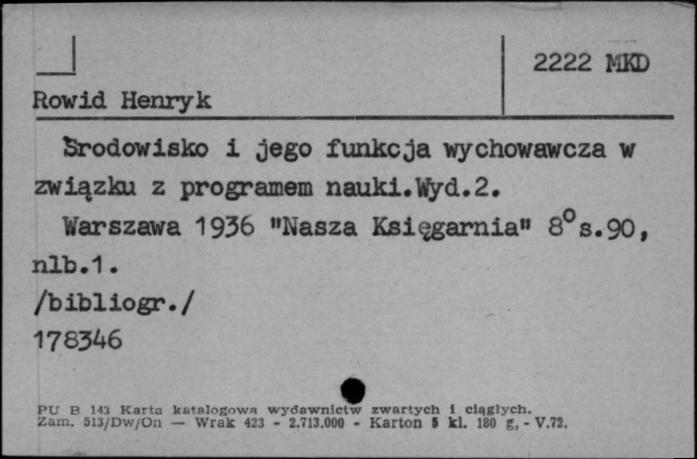 2222 MKD
Rowid Henryk
Środowisko i jego funkcja wychowawcza w
związku z programem nauki.Wyd.2.
Warszawa 1936 "Nasza Księgarnia" 8°s.90,
nlb.1.
/bibliogr./
178346
PU B 143 Karta katalogowa wydawnictw zwartych i ciągłych.
Zam. 513/Dw/On — Wrak 423 - 2.713.000 - Karton 5 kl. 180 g, - V.72.